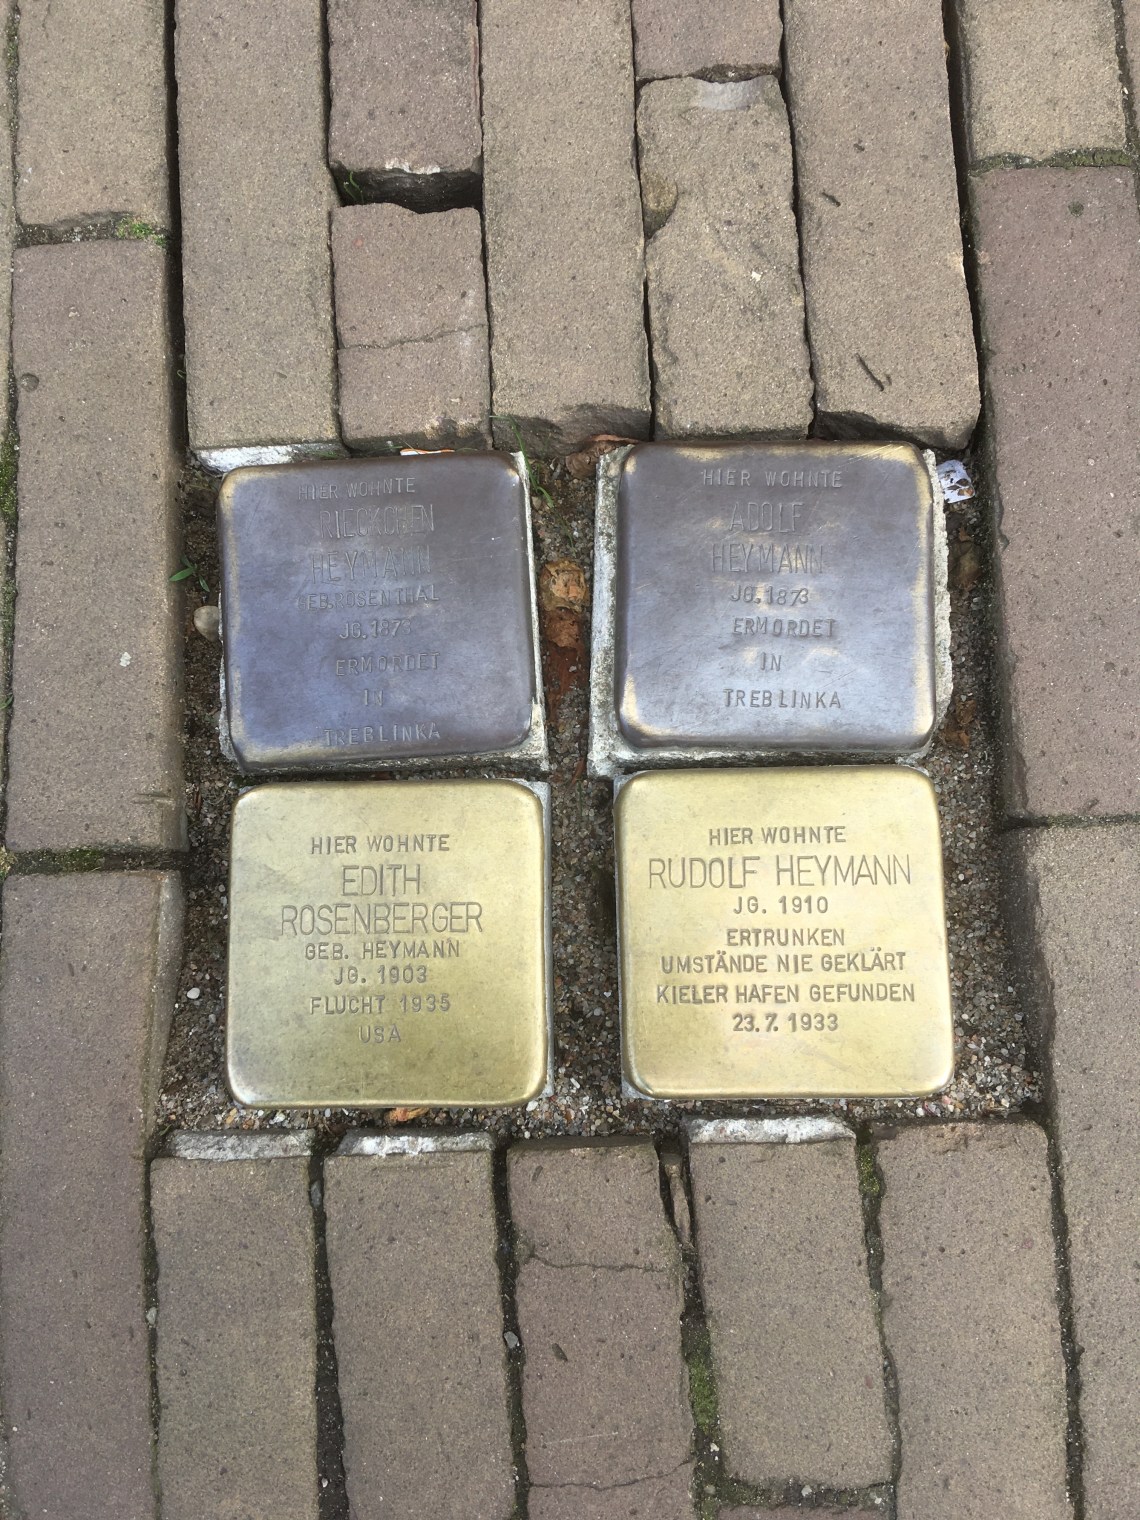 HIER WOHNTE
RIECKCHEN
HEYMANN
GEB. ROSENTHAL
JG. 1873
ERMORDET
IN
TREBLINKA
HIER WOHNTE
ADOLF
HEYMANN
JG. 1873
ERMORDET
IN
TREBLINKA
HIER WOHNTE
EDITH
ROSENBERGER
GEB. HEYMANN
JG. 1903
FLUCHT 1935
USA
HIER WOHNTE
RUDOLF HEYMANN
JG. 1910
ERTRUNKEN
UMSTÄNDE NIE GEKLÄRT
KIELER HAFEN GEFUNDEN
23.7. 1933